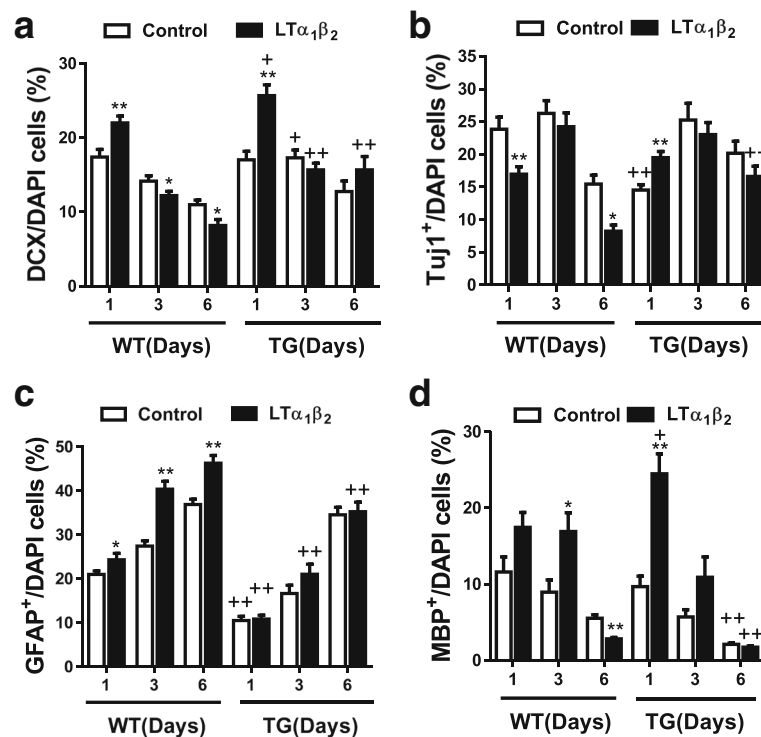 a
Control LTα₁β₂
DCX/DAPI cells (%)
30
20
10
0
** * * + ** + ++ ++
1 3 6 1 3 6
WT(Days) TG(Days)
b
Control LTα₁β₂
Tuj1⁺/DAPI cells (%)
35
30
25
20
15
10
5
0
** * ++ **
1 3 6 1 3 6
WT(Days) TG(Days)
c
Control LTα₁β₂
GFAP⁺/DAPI cells (%)
50
40
30
20
10
0
* ** ** ++ ++ ++ ++
1 3 6 1 3 6
WT(Days) TG(Days)
d
Control LTα₁β₂
MBP⁺/DAPI cells (%)
30
20
10
0
* ** + ** ++ ++
1 3 6 1 3 6
WT(Days) TG(Days)